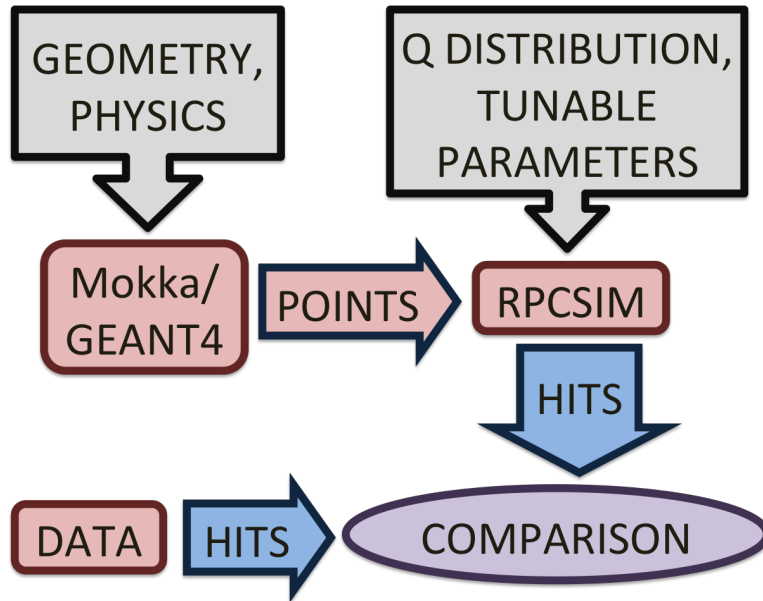 GEOMETRY,
PHYSICS
Q DISTRIBUTION,
TUNABLE
PARAMETERS
Mokka/
GEANT4
POINTS
RPCSIM
HITS
DATA
HITS
COMPARISON